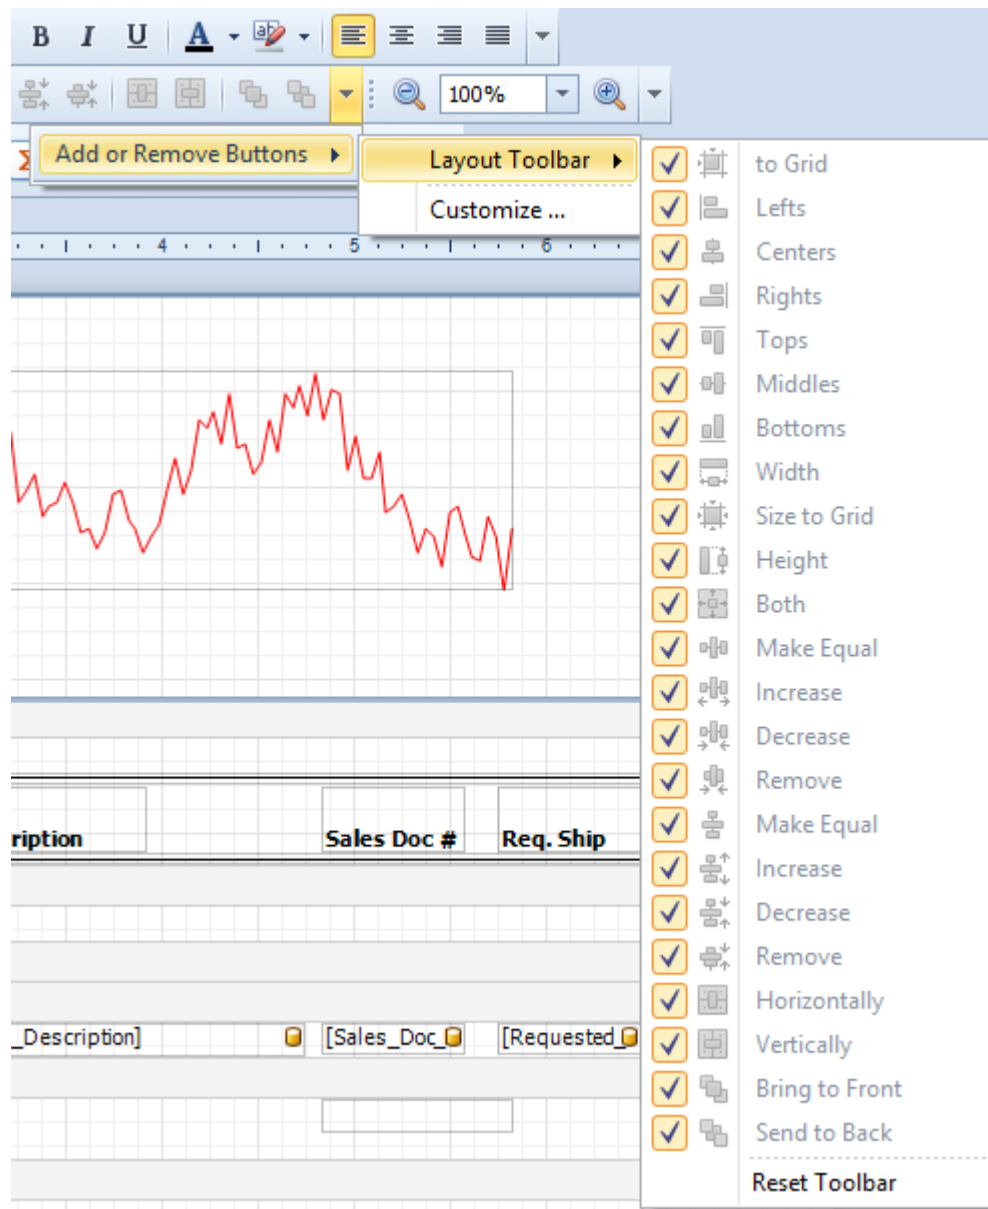 B I U A ab
100%
Add or Remove Buttons
Layout Toolbar
Customize ...
4 5 6
to Grid
Lefts
Centers
Rights
Tops
Middles
Bottoms
Width
Size to Grid
Height
Both
Make Equal
Increase
Decrease
Remove
Make Equal
Increase
Decrease
Remove
Horizontally
Vertically
Bring to Front
Send to Back
Reset Toolbar
ription Sales Doc # Req. Ship
_Description] [Sales_Doc_ [Requested_